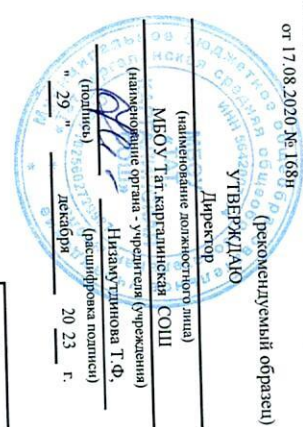 от 17.08.2020 № 168н
(рекомендуемый образец)
УТВЕРЖДАЮ
Директор
(наименование должностного лица)
МБОУ Тат.каргалинская СОШ
(наименование органа - учредителя (учреждения)
Низамутдинова Т.Ф,
(подпись) (расшифровка подписи)
" 29 " декабря 20 23 г.